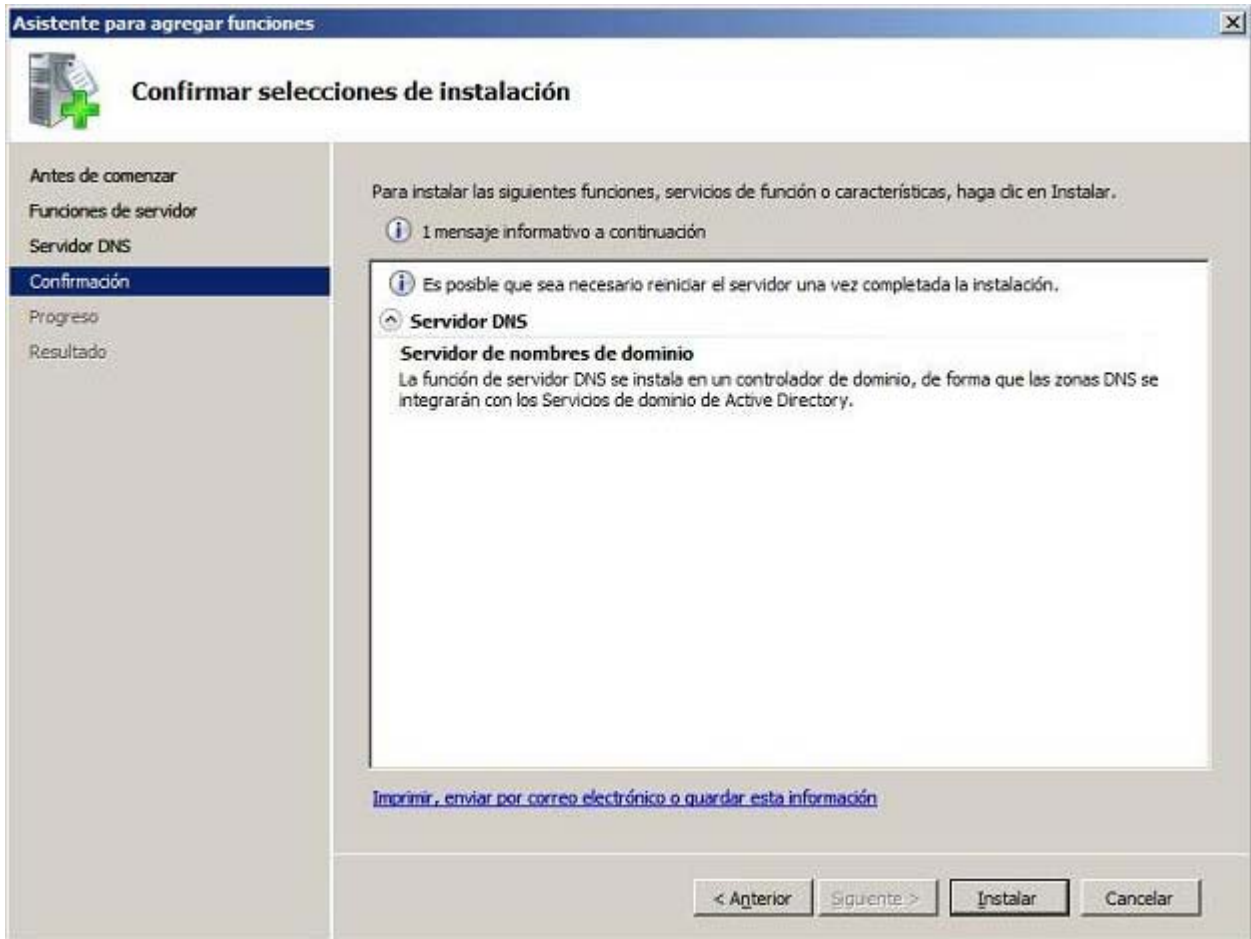 Asistente para agregar funciones
Confirmar selecciones de instalación
Antes de comenzar
Funciones de servidor
Servidor DNS
Confirmación
Progreso
Resultado
Para instalar las siguientes funciones, servicios de función o características, haga clic en Instalar.
1 mensaje informativo a continuación
Es posible que sea necesario reiniciar el servidor una vez completada la instalación.
Servidor DNS
Servidor de nombres de dominio
La función de servidor DNS se instala en un controlador de dominio, de forma que las zonas DNS se
integrarán con los Servicios de dominio de Active Directory.
Imprimir, enviar por correo electrónico o guardar esta información
< Anterior
Siguiente >
Instalar
Cancelar